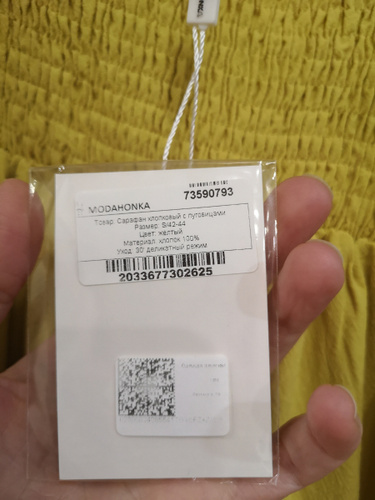 73590793
MODAHONKA
Товар: Сарафан хлопковый с пуговицами
Размер: S/42-44
Цвет: желтый
Материал: хлопок 100%
Уход: 30 деликатный режим
2033677302625